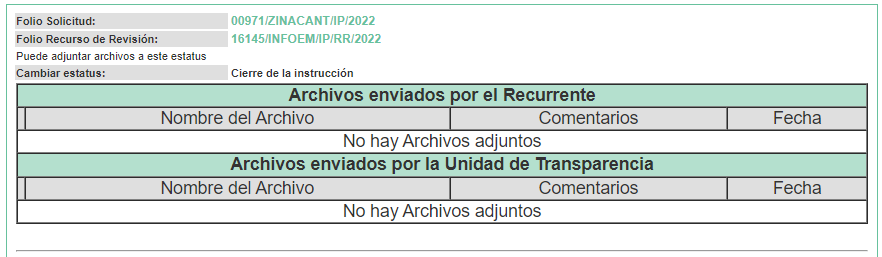 Folio Solicitud: 00971/ZINACANT/IP/2022
Folio Recurso de Revisión: 16145/INFOEM/IP/RR/2022
Puede adjuntar archivos a este estatus
Cambiar estatus: Cierre de la instrucción
Archivos enviados por el Recurrente
Nombre del Archivo Comentarios Fecha
No hay Archivos adjuntos
Archivos enviados por la Unidad de Transparencia
Nombre del Archivo Comentarios Fecha
No hay Archivos adjuntos